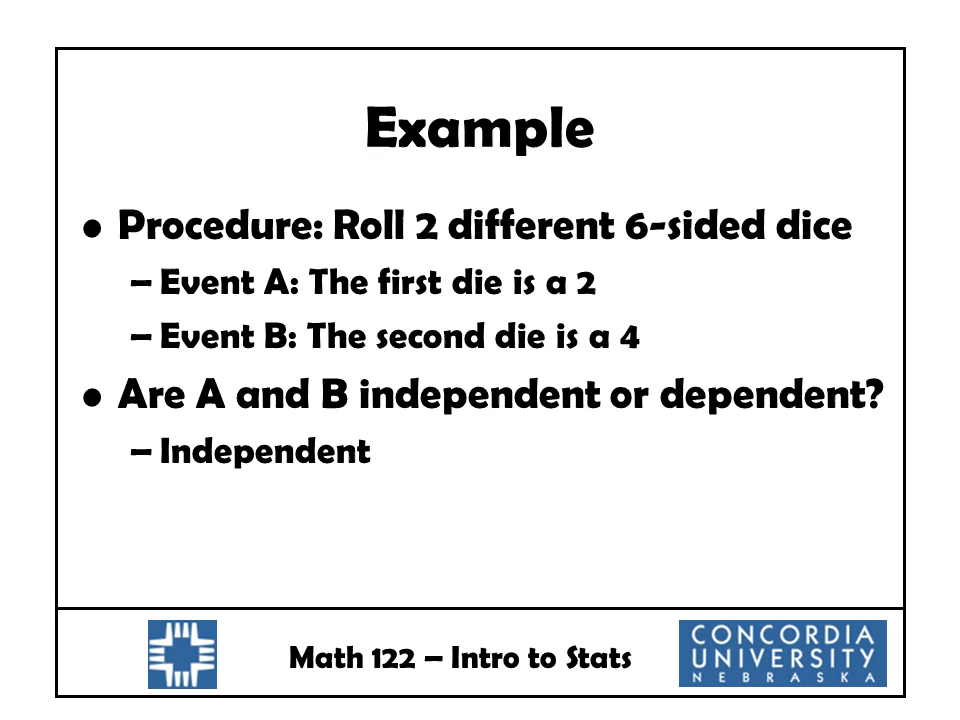 Example
• Procedure: Roll 2 different 6-sided dice
– Event A: The first die is a 2
– Event B: The second die is a 4
• Are A and B independent or dependent?
– Independent
Math 122 – Intro to Stats
CONCORDIA
UNIVERSITY
NEBRASKA